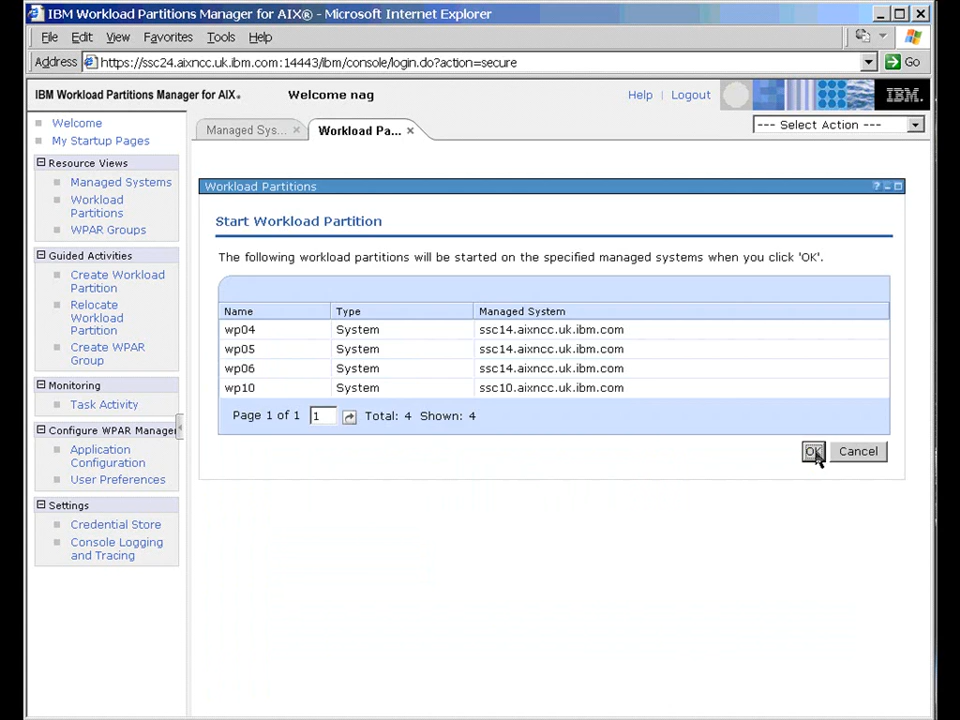 IBM Workload Partitions Manager for AIX® - Microsoft Internet Explorer
File Edit View Favorites Tools Help
Address https://ssc24.aixncc.uk.ibm.com:14443/ibm/console/login.do?action=secure Go
IBM Workload Partitions Manager for AIX® Welcome nag Help Logout IBM.
Welcome
My Startup Pages
Resource Views
Managed Systems
Workload
Partitions
WPAR Groups
Guided Activities
Create Workload
Partition
Relocate
Workload
Partition
Create WPAR
Group
Monitoring
Task Activity
Configure WPAR Manager
Application
Configuration
User Preferences
Settings
Credential Store
Console Logging
and Tracing
Managed Sys... Workload Pa... --- Select Action ---
Workload Partitions
Start Workload Partition
The following workload partitions will be started on the specified managed systems when you click 'OK'.
Name Type Managed System
wp04 System ssc14.aixncc.uk.ibm.com
wp05 System ssc14.aixncc.uk.ibm.com
wp06 System ssc14.aixncc.uk.ibm.com
wp10 System ssc10.aixncc.uk.ibm.com
Page 1 of 1 1 Total: 4 Shown: 4
OK Cancel